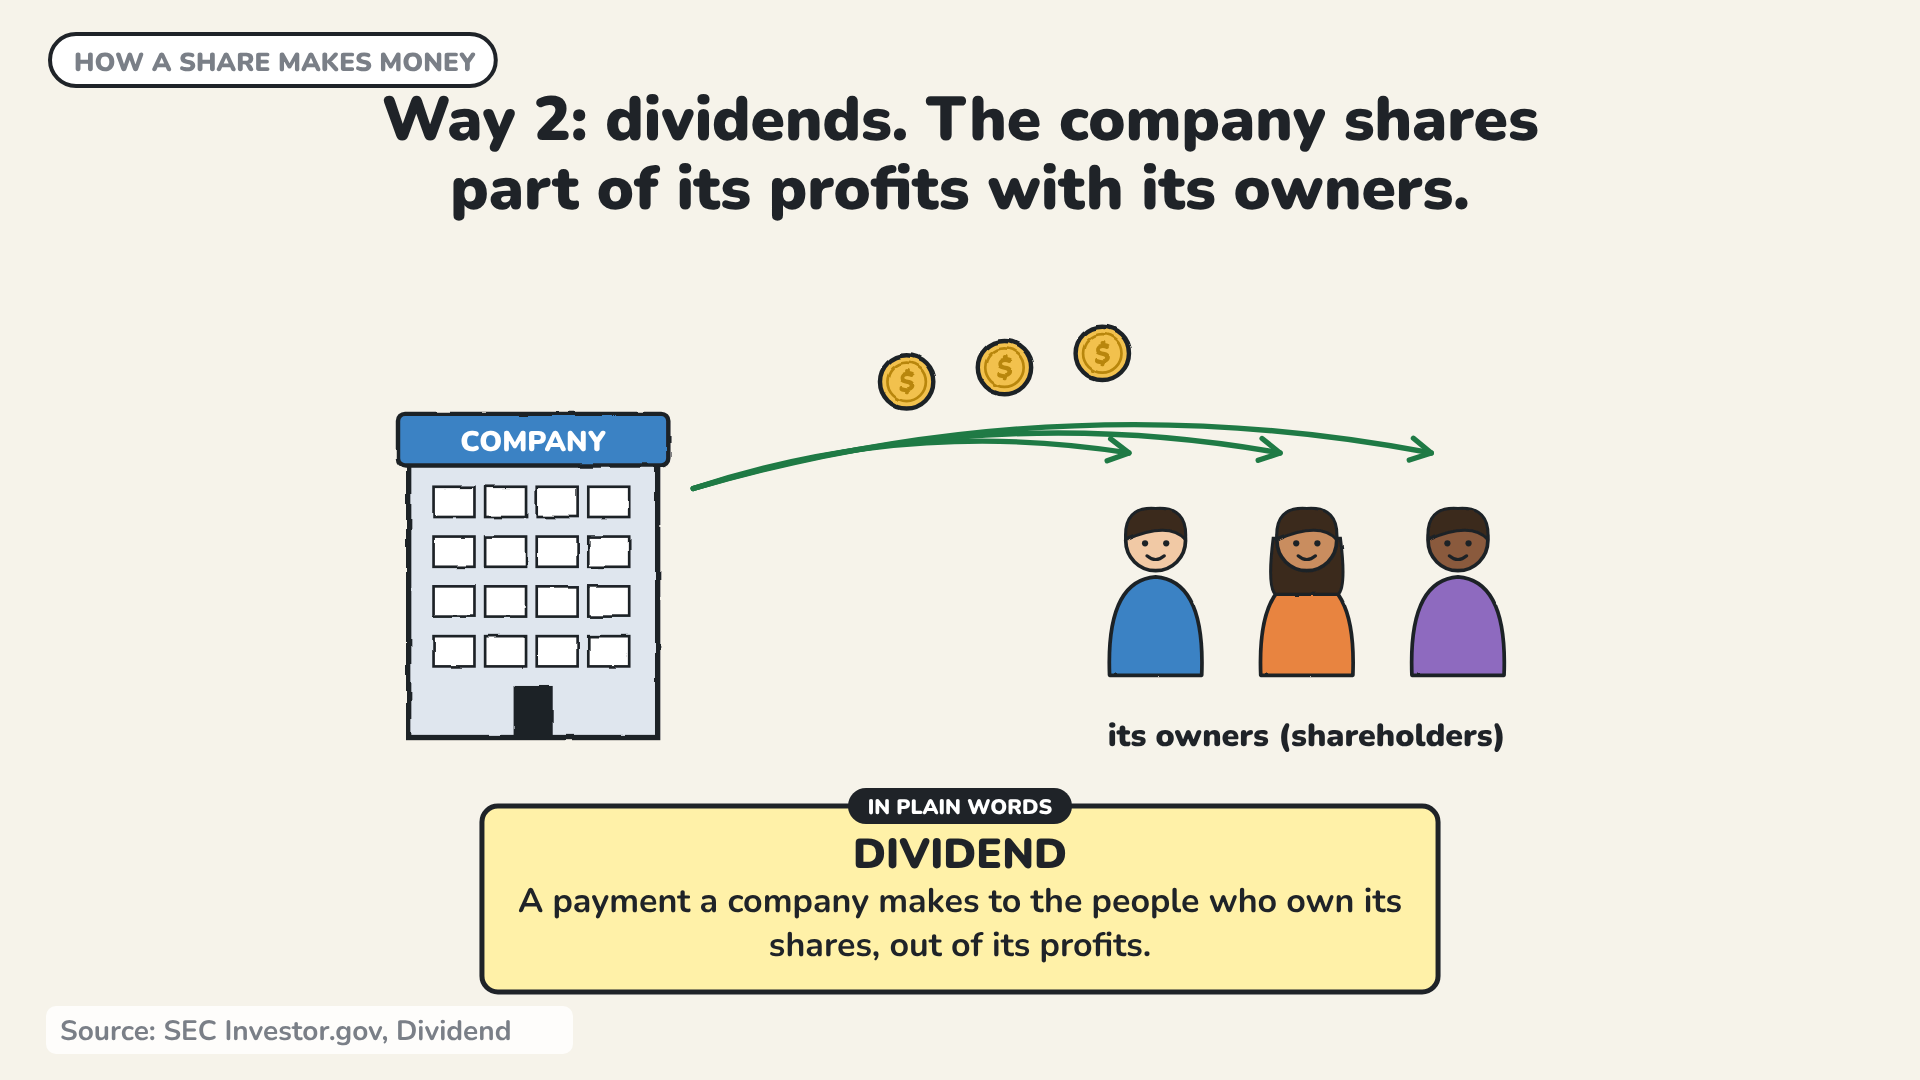 HOW A SHARE MAKES MONEY
Way 2: dividends. The company shares
part of its profits with its owners.
$ $ $
COMPANY
its owners (shareholders)
IN PLAIN WORDS
DIVIDEND
A payment a company makes to the people who own its
shares, out of its profits.
Source: SEC Investor.gov, Dividend